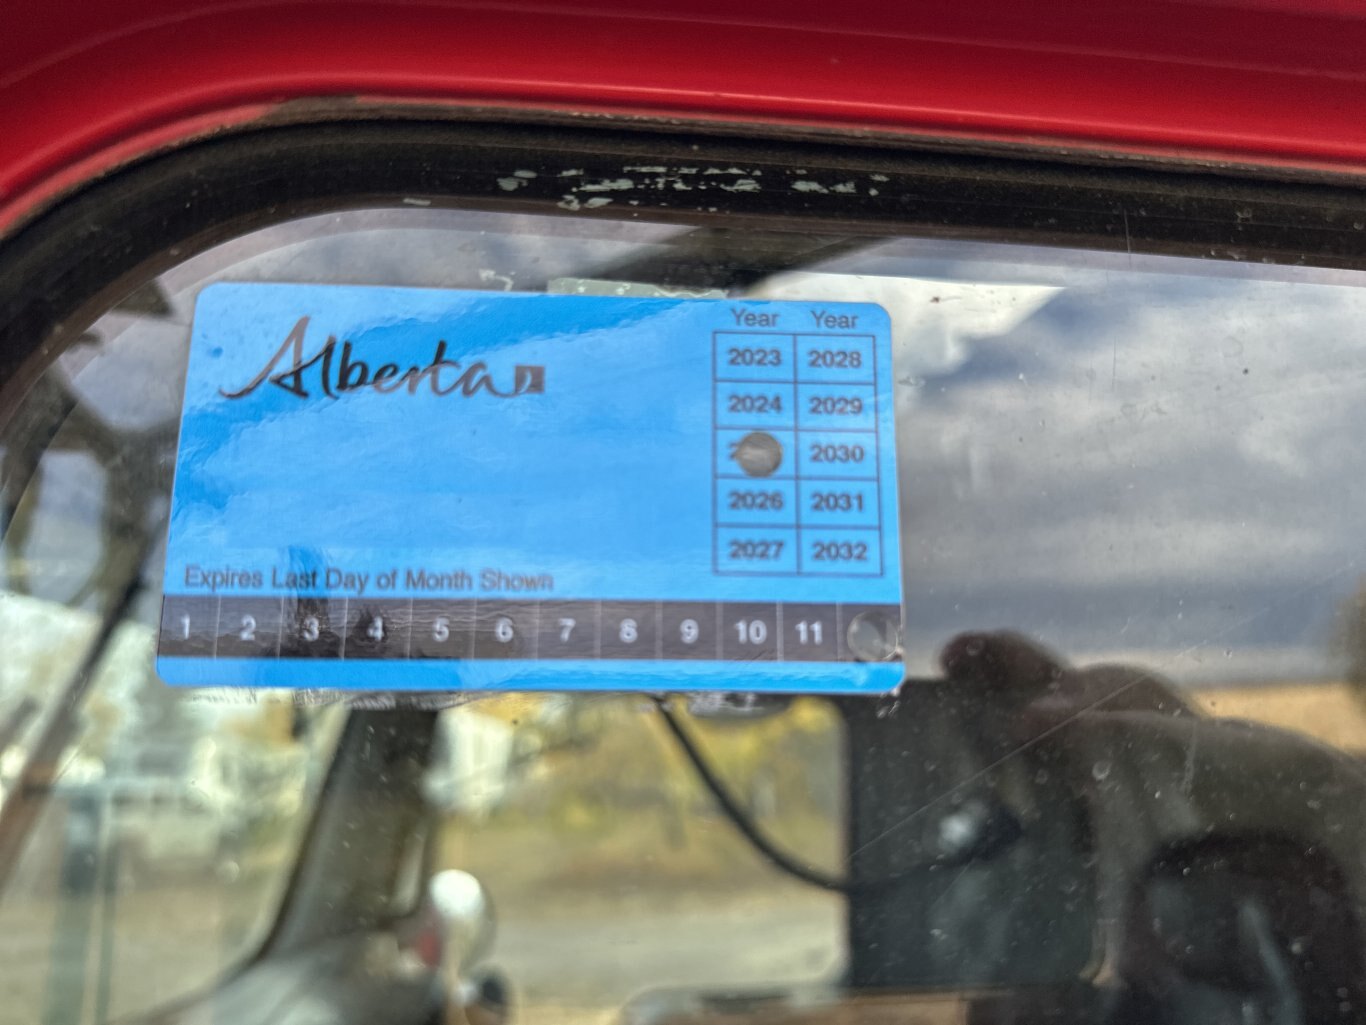 Alberta
Year Year
2023 2028
2024 2029
2030
2026 2031
2027 2032
Expires Last Day of Month Shown
1 2 3 4 5 6 7 8 9 10 11